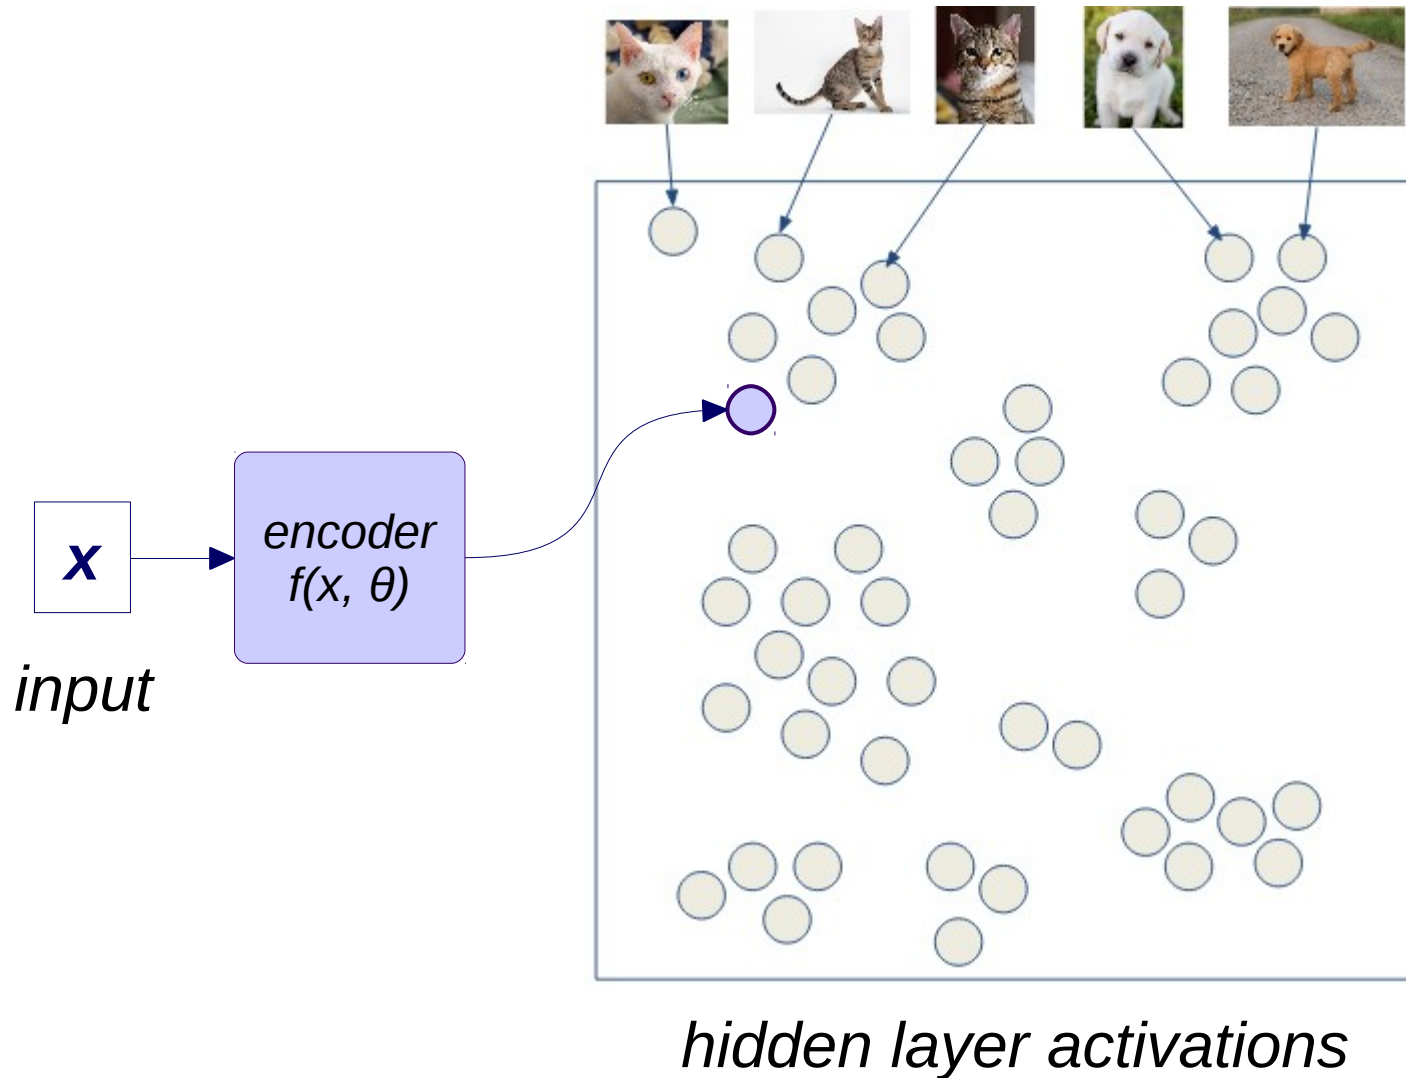 x
input
encoder
f(x, θ)
hidden layer activations